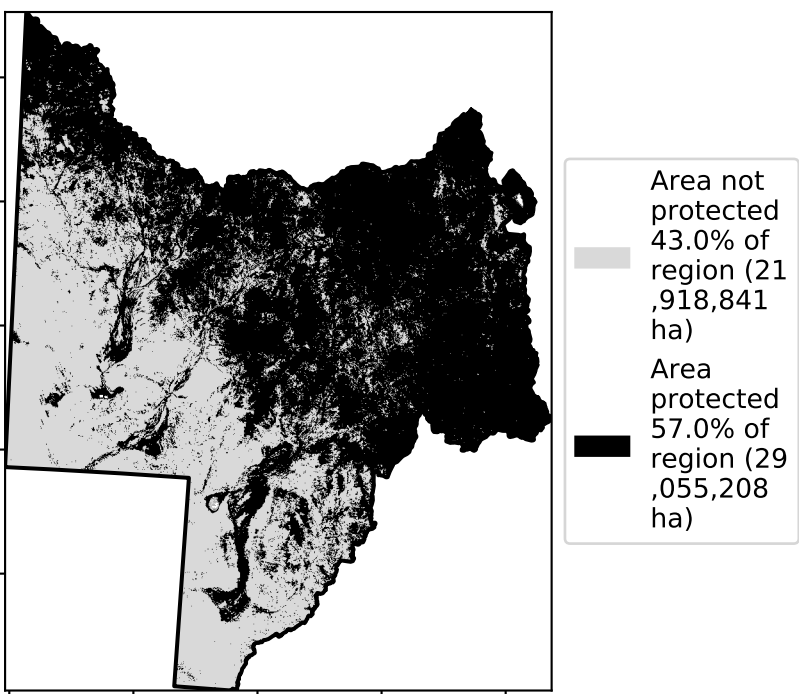 Area not
protected
43.0% of
region (21
,918,841
ha)
Area
protected
57.0% of
region (29
,055,208
ha)